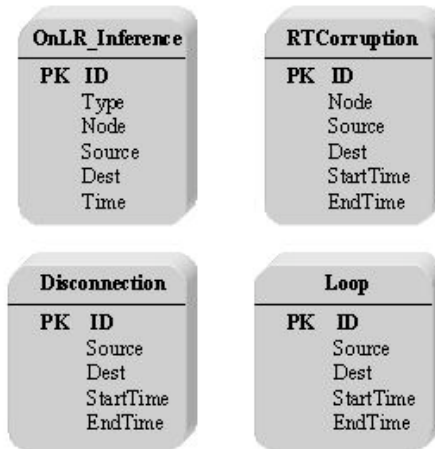 OnLR_Inference
PK ID
Type
Node
Source
Dest
Time
RTCorruption
PK ID
Node
Source
Dest
StartTime
EndTime
Disconnection
PK ID
Source
Dest
StartTime
EndTime
Loop
PK ID
Source
Dest
StartTime
EndTime